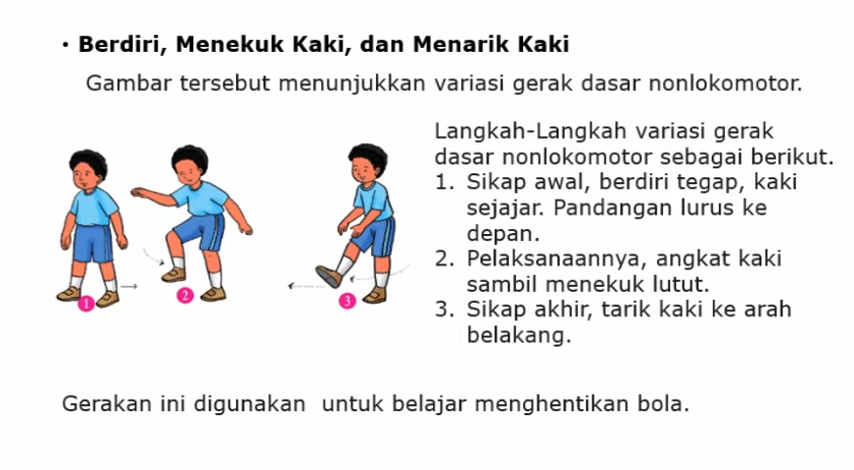 • Berdiri, Menekuk Kaki, dan Menarik Kaki
Gambar tersebut menunjukkan variasi gerak dasar nonlokomotor.
Langkah-Langkah variasi gerak
dasar nonlokomotor sebagai berikut.
1. Sikap awal, berdiri tegap, kaki
sejajar. Pandangan lurus ke
depan.
2. Pelaksanaannya, angkat kaki
sambil menekuk lutut.
3. Sikap akhir, tarik kaki ke arah
belakang.
1
2
3
Gerakan ini digunakan  untuk belajar menghentikan bola.